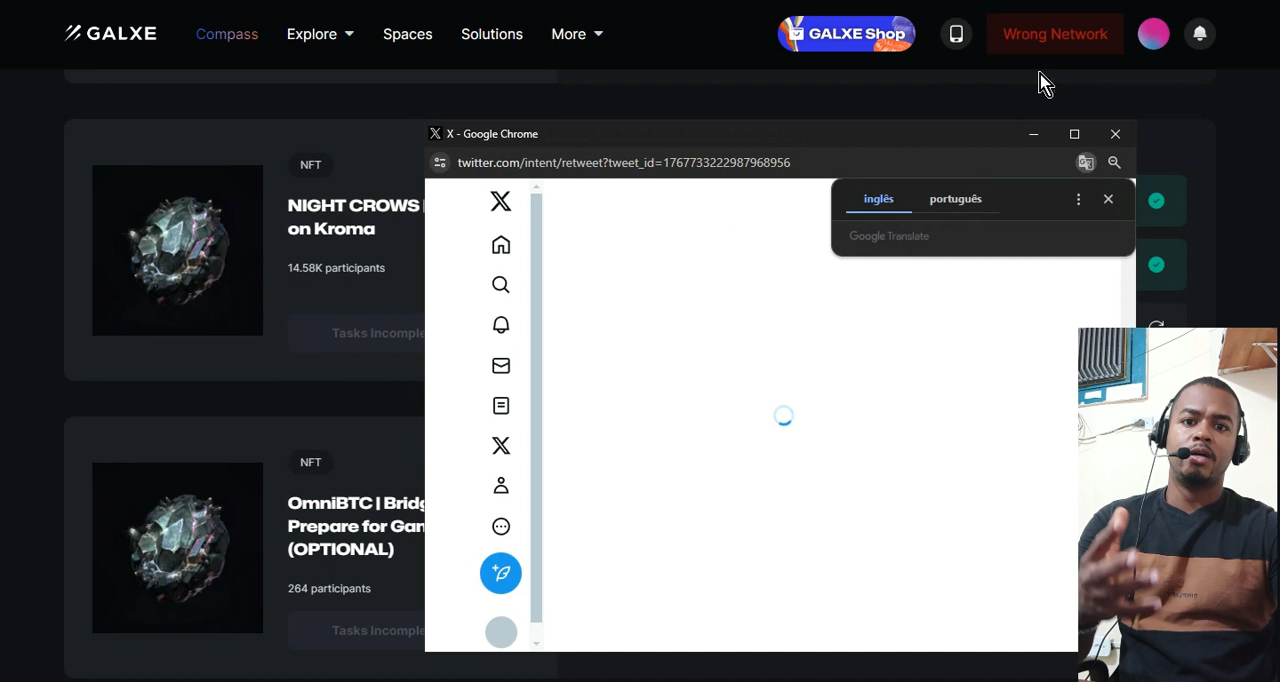 GALXE
Compass
Explore
Spaces
Solutions
More
GALXE Shop
Wrong Network
X - Google Chrome
twitter.com/intent/retweet?tweet_id=1767733222987968956
inglês
português
Google Translate
NFT
NIGHT CROWS
on Kroma
14.58K participants
Tasks Incomple
NFT
OmniBTC | Bridg
Prepare for Gam
(OPTIONAL)
264 participants
Tasks Incomple